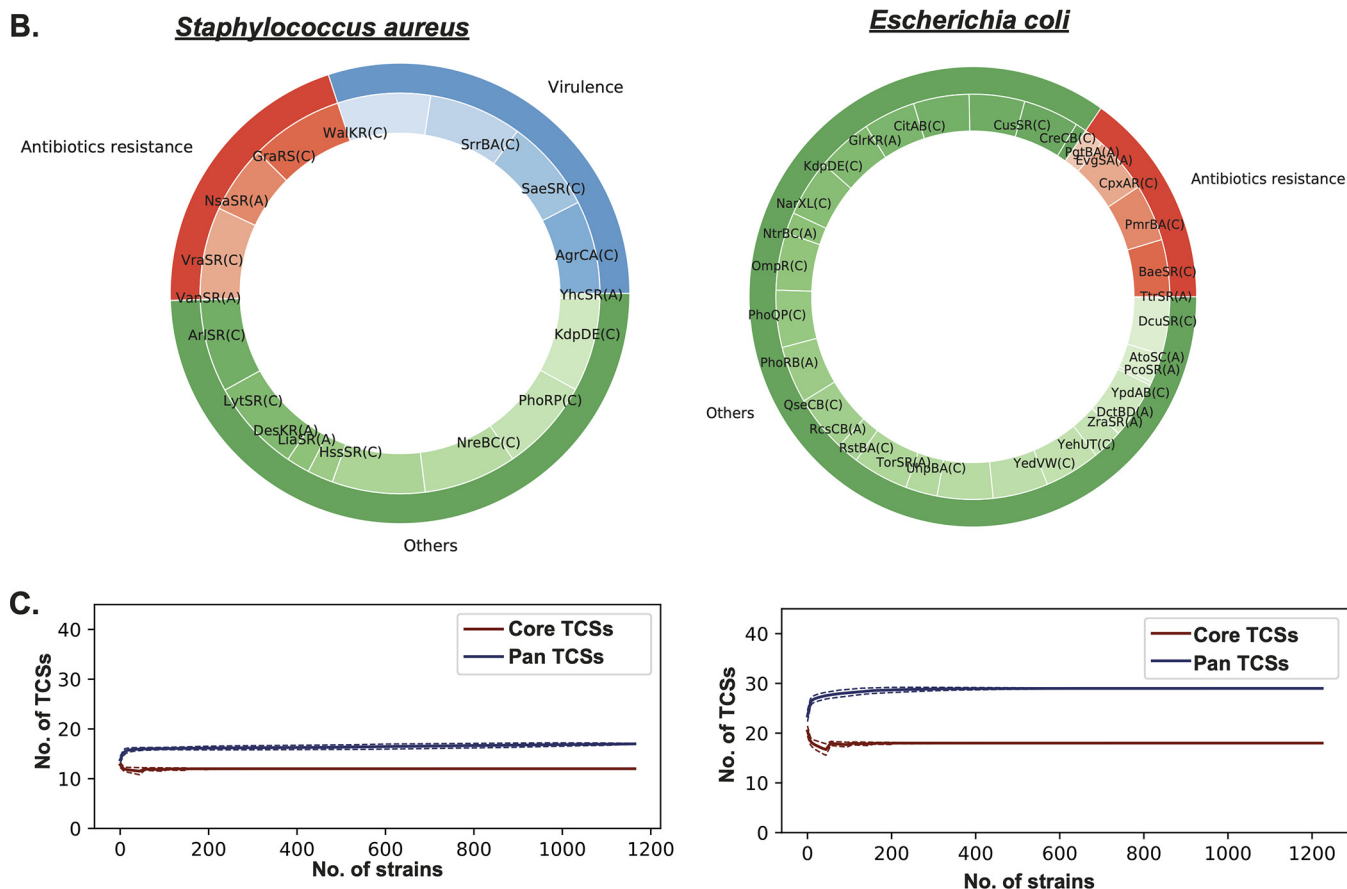 B.
Staphylococcus aureus
Escherichia coli
Virulence
Antibiotics resistance
WalKR(C)
SrrBA(C)
GraRS(C)
SaeSR(C)
NsaSR(A)
AgrCA(C)
VraSR(C)
VanSR(A)
YhcSR(A)
ArlSR(C)
KdpDE(C)
LytSR(C)
PhoRP(C)
DesKR(A)
LiaSR(A)
HssSR(C)
NreBC(C)
Others
CitAB(C)
CusSR(C)
GlrKR(A)
CreCB(C)
PgtBA(A)
EvgSA(A)
KdpDE(C)
CpxAR(C)
Antibiotics resistance
NarXL(C)
PmrBA(C)
NtrBC(A)
OmpR(C)
BaeSR(C)
TtrSR(A)
PhoQP(C)
DcuSR(C)
PhoRB(A)
AtoSC(A)
PcoSR(A)
YpdAB(C)
QseCB(C)
DctBD(A)
Others
ZraSR(A)
RcsCB(A)
RstBA(C)
YehUT(C)
TorSR(A)
UhpBA(C)
YedVW(C)
C.
Core TCSs
Pan TCSs
No. of TCSs
40
30
20
10
0
0 200 400 600 800 1000 1200
No. of strains
Core TCSs
Pan TCSs
No. of TCSs
40
30
20
10
0
0 200 400 600 800 1000 1200
No. of strains